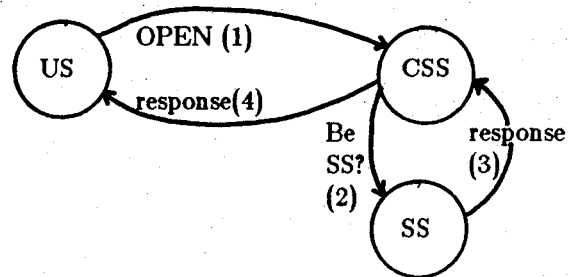 OPEN (1)
US
CSS
response(4)
Be
SS?
(2)
response
(3)
SS